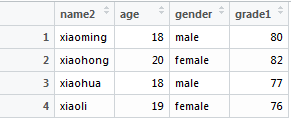 name2 age gender grade1
1 xiaoming 18 male 80
2 xiaohong 20 female 82
3 xiaohua 18 male 77
4 xiaoli 19 female 76